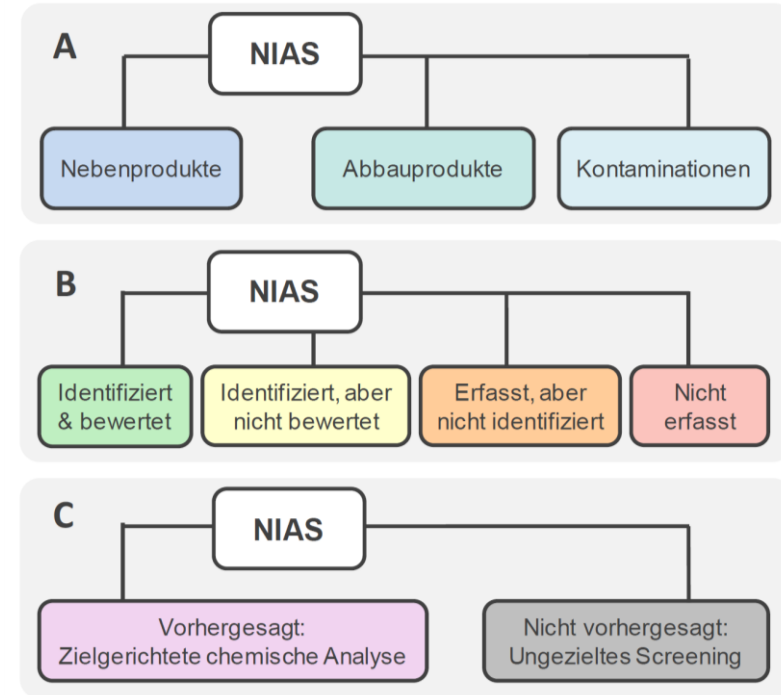 A
NIAS
Nebenprodukte
Abbauprodukte
Kontaminationen
B
NIAS
Identifiziert
& bewertet
Identifiziert, aber
nicht bewertet
Erfasst, aber
nicht identifiziert
Nicht
erfasst
C
NIAS
Vorhergesagt:
Zielgerichtete chemische Analyse
Nicht vorhergesagt:
Ungezieltes Screening